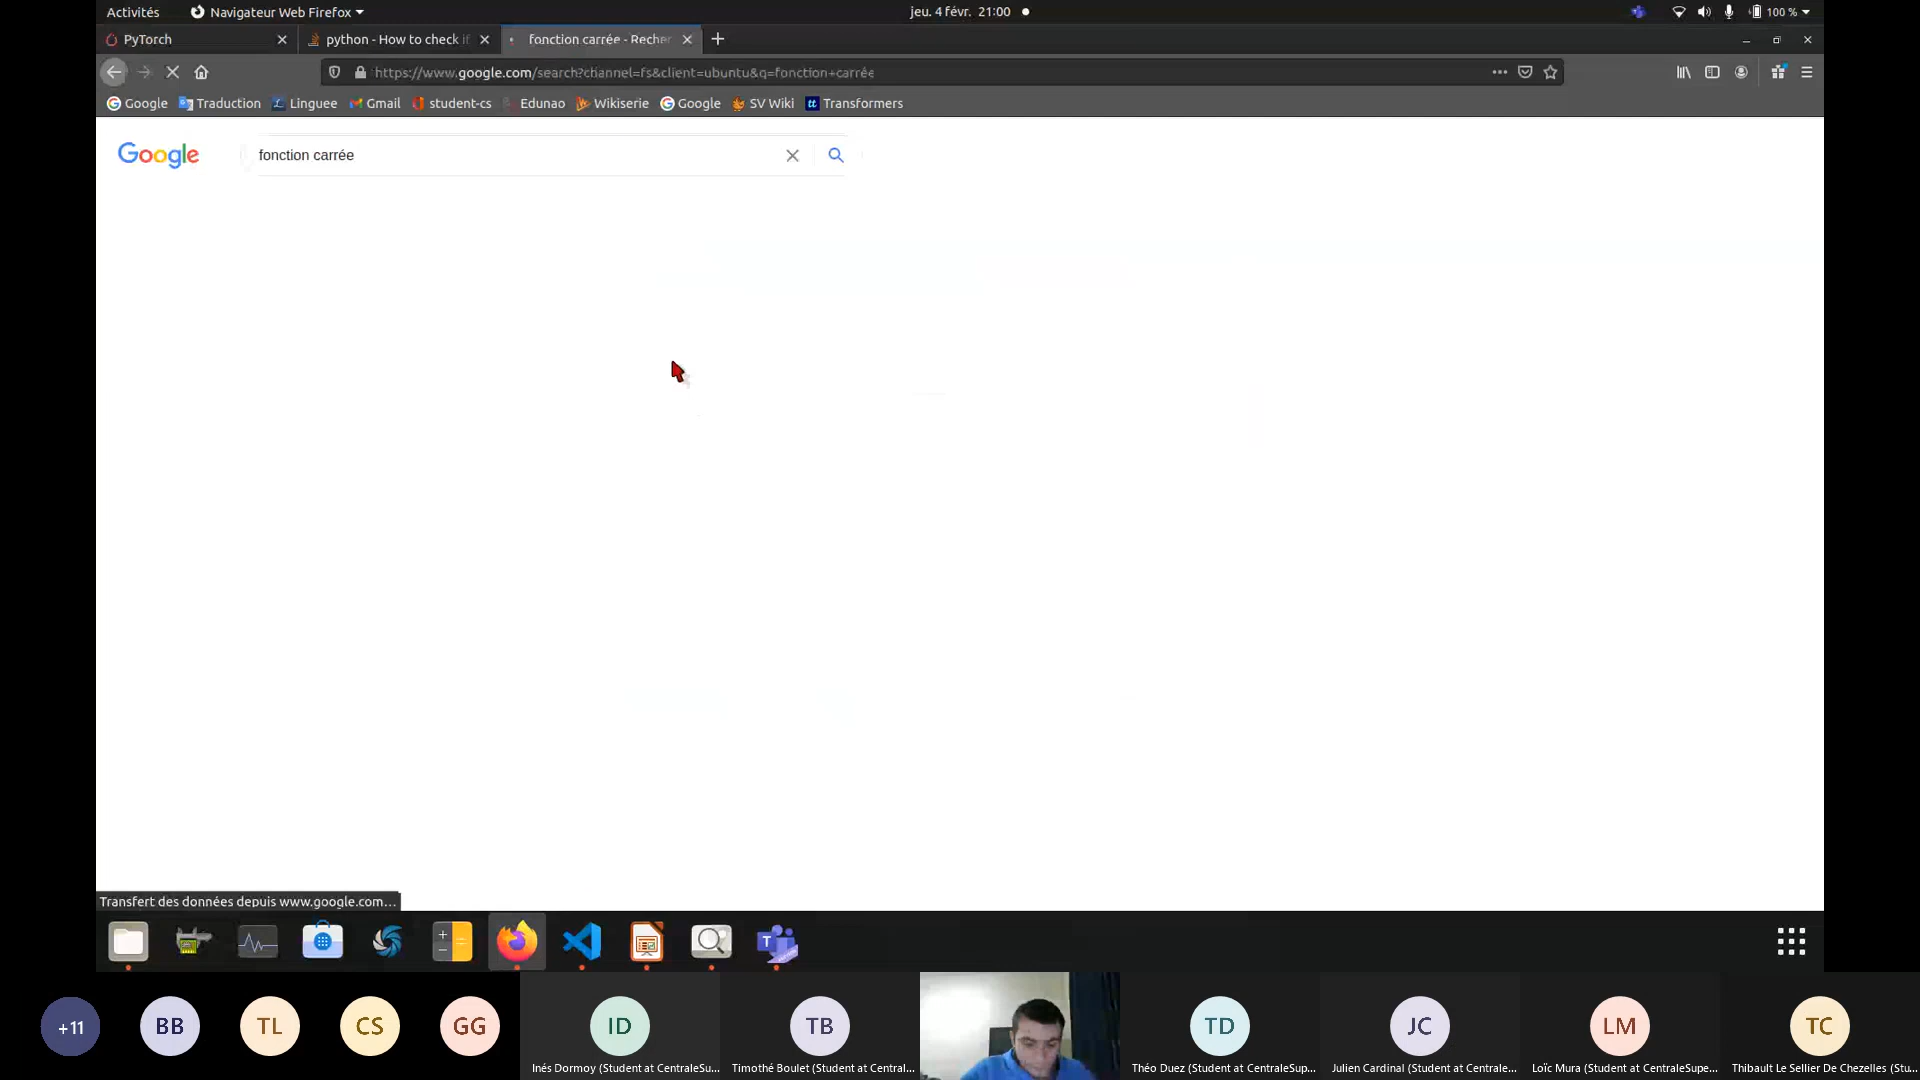 Activités Navigateur Web Firefox jeu. 4 févr. 21:00 100 %
PyTorch python - How to check if fonction carrée - Recher
https://www.google.com/search?channel=fs&client=ubuntu&q=fonction+carrée
Google Traduction Linguee Gmail student-cs Edunao Wikiserie Google SV Wiki tt Transformers
Google fonction carrée
Transfert des données depuis www.google.com…
T
+11 BB TL CS GG ID TB TD JC LM TC
Inés Dormoy (Student at CentraleSu... Timothé Boulet (Student at Central... Théo Duez (Student at CentraleSup... Julien Cardinal (Student at Centrale... Loïc Mura (Student at CentraleSupe... Thibault Le Sellier De Chezelles (Stu...